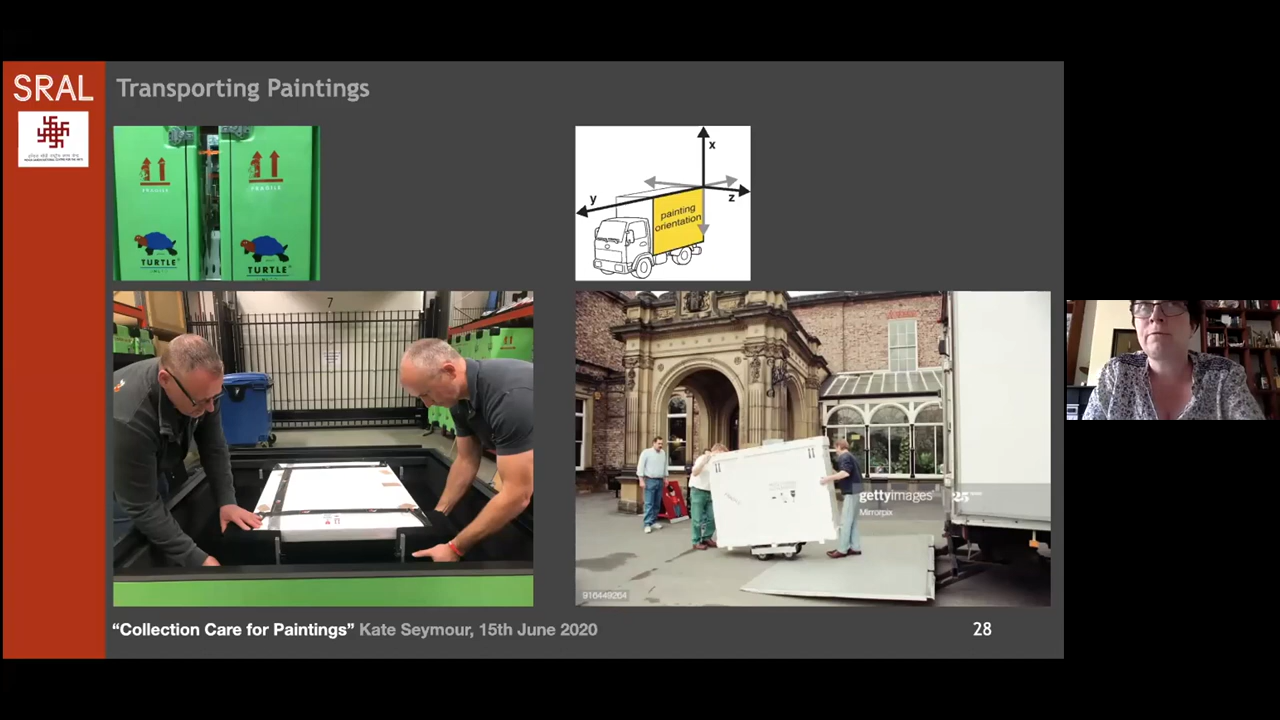 SRAL
Transporting Paintings
FRAGILE
FRAGILE
TURTLE
TURTLE
x
y
z
painting
orientation
7
gettyimages
Mirrorpix
916449264
“Collection Care for Paintings” Kate Seymour, 15th June 2020
28